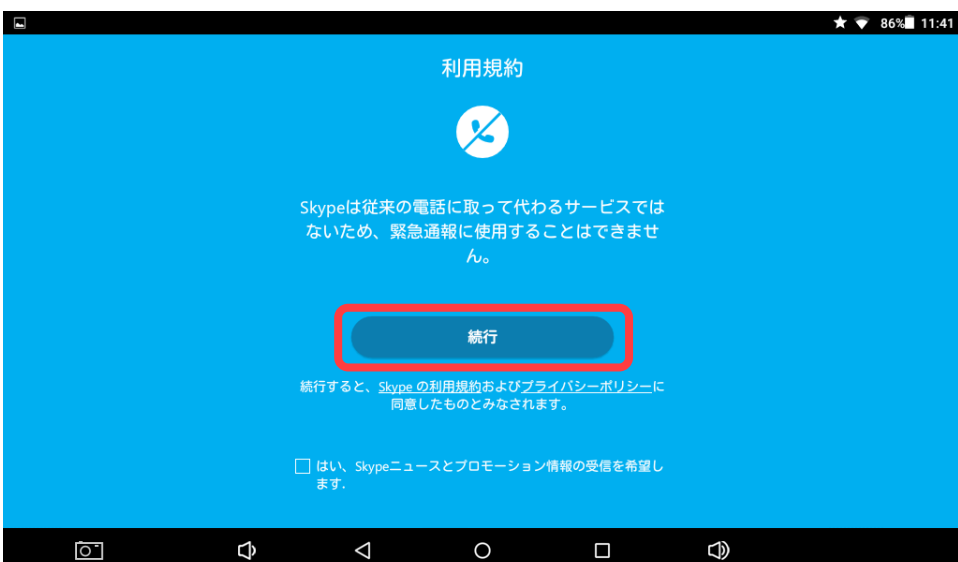 86% 11:41
利用規約
Skypeは従来の電話に取って代わるサービスでは
ないため、緊急通報に使用することはできませ
ん。
続行
続行すると、Skype の利用規約およびプライバシーポリシーに
同意したものとみなされます。
はい、Skypeニュースとプロモーション情報の受信を希望し
ます.